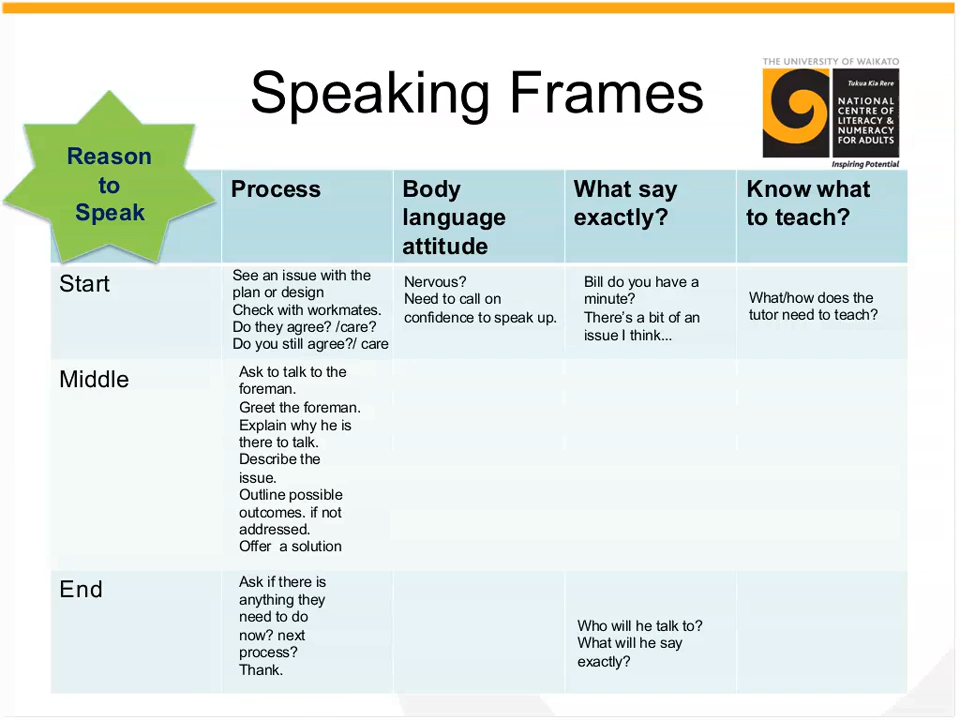 Speaking Frames
THE UNIVERSITY OF WAIKATO
Tukua Kia Rere
NATIONAL
CENTRE OF
LITERACY &
NUMERACY
FOR ADULTS
Inspiring Potential
Reason
to
Speak
Process
Body
language
attitude
What say
exactly?
Know what
to teach?
Start
See an issue with the
plan or design
Check with workmates.
Do they agree? /care?
Do you still agree?/ care
Nervous?
Need to call on
confidence to speak up.
Bill do you have a
minute?
There's a bit of an
issue I think...
What/how does the
tutor need to teach?
Middle
Ask to talk to the
foreman.
Greet the foreman.
Explain why he is
there to talk.
Describe the
issue.
Outline possible
outcomes. if not
addressed.
Offer  a solution
End
Ask if there is
anything they
need to do
now? next
process?
Thank.
Who will he talk to?
What will he say
exactly?